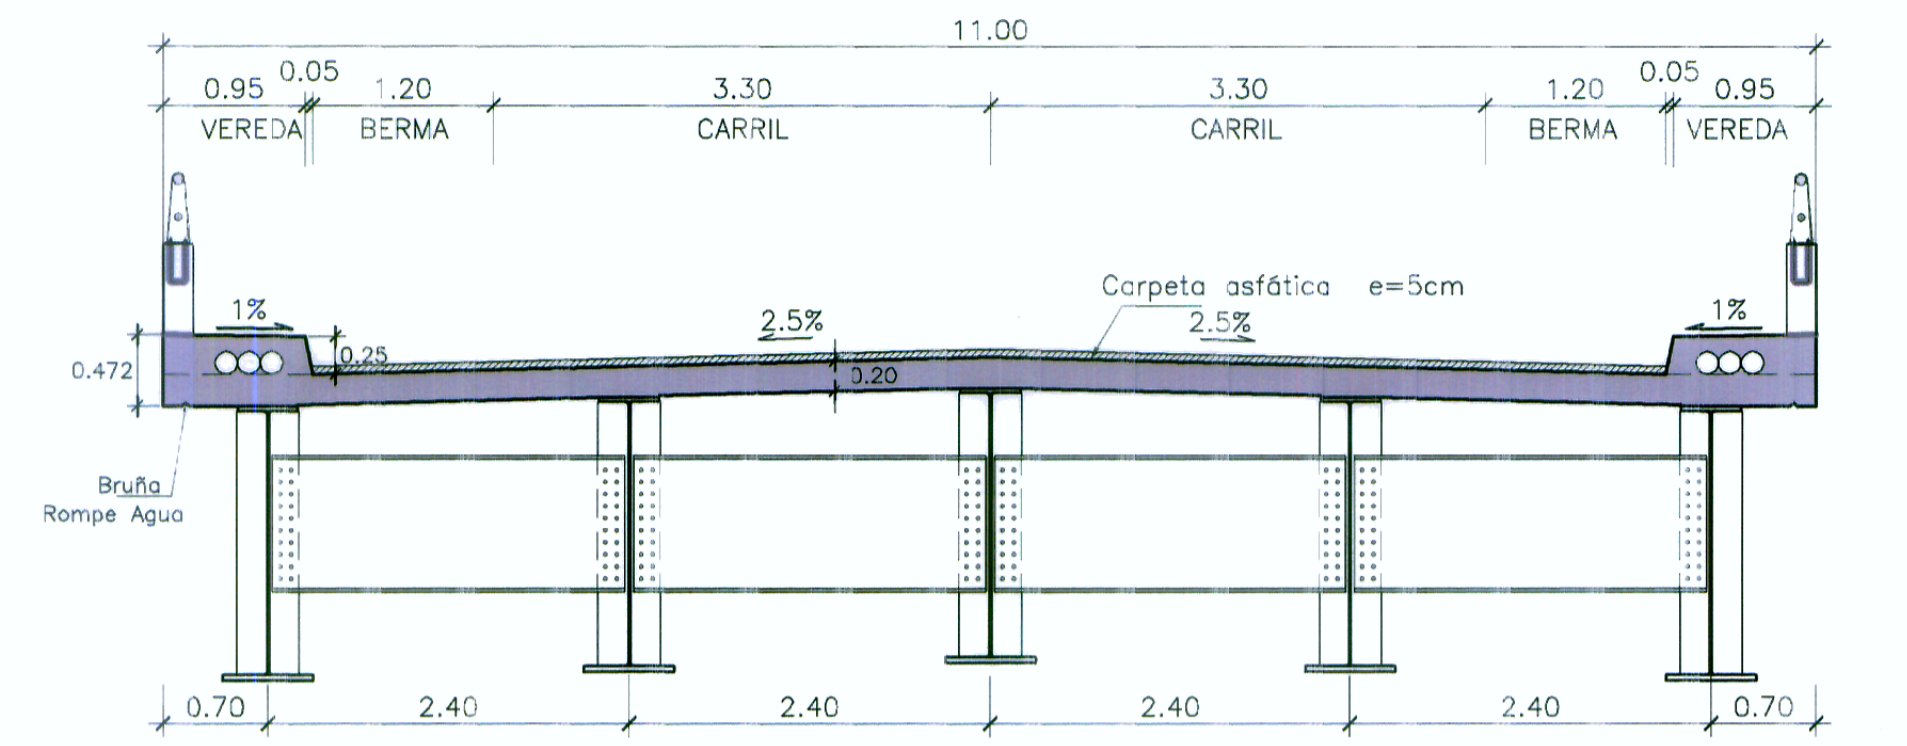 11.00
0.95 0.05 1.20 3.30 3.30 1.20 0.05 0.95
VEREDA BERMA CARRIL CARRIL BERMA VEREDA
Carpeta asfática e=5cm
1% 2.5% 2.5% 1%
0.25
0.472 0.20
Bruña
Rompe Agua
0.70 2.40 2.40 2.40 2.40 0.70